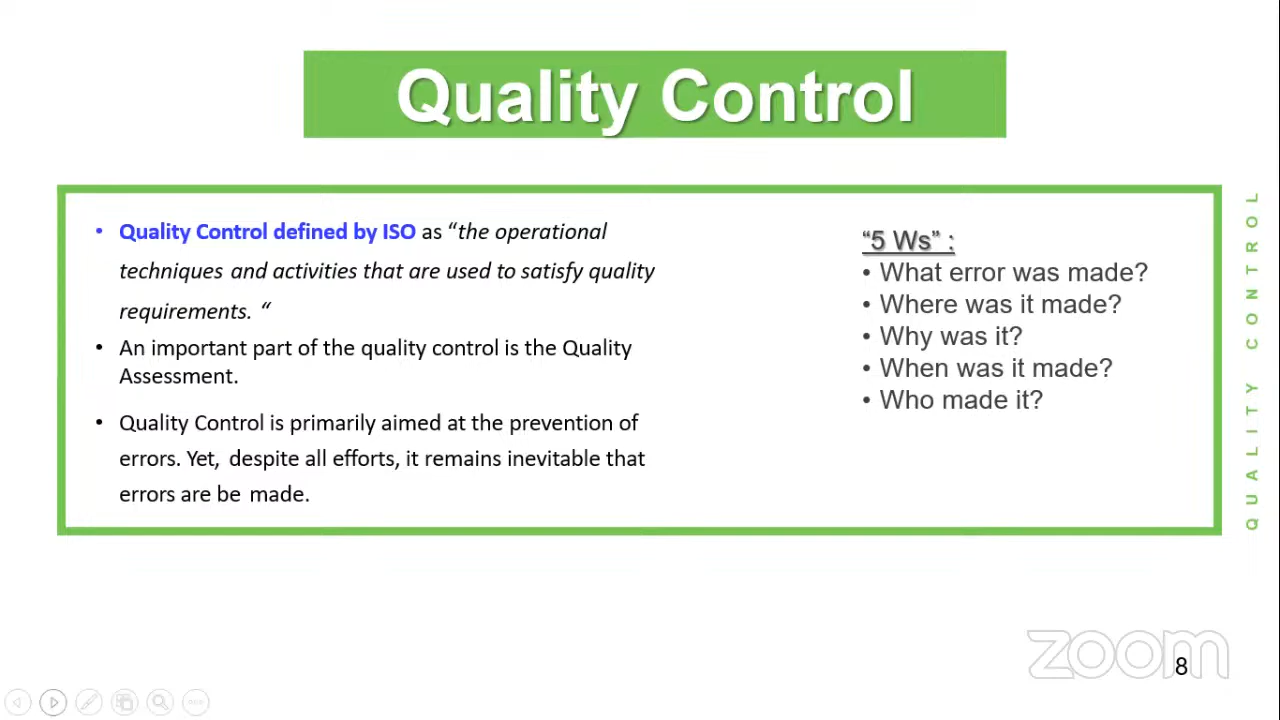 Quality Control
• Quality Control defined by ISO as “the operational
techniques and activities that are used to satisfy quality
requirements. “
• An important part of the quality control is the Quality
Assessment.
• Quality Control is primarily aimed at the prevention of
errors. Yet, despite all efforts, it remains inevitable that
errors are be made.
“5 Ws” :
• What error was made?
• Where was it made?
• Why was it?
• When was it made?
• Who made it?
QUALITY CONTROL
zoom
8